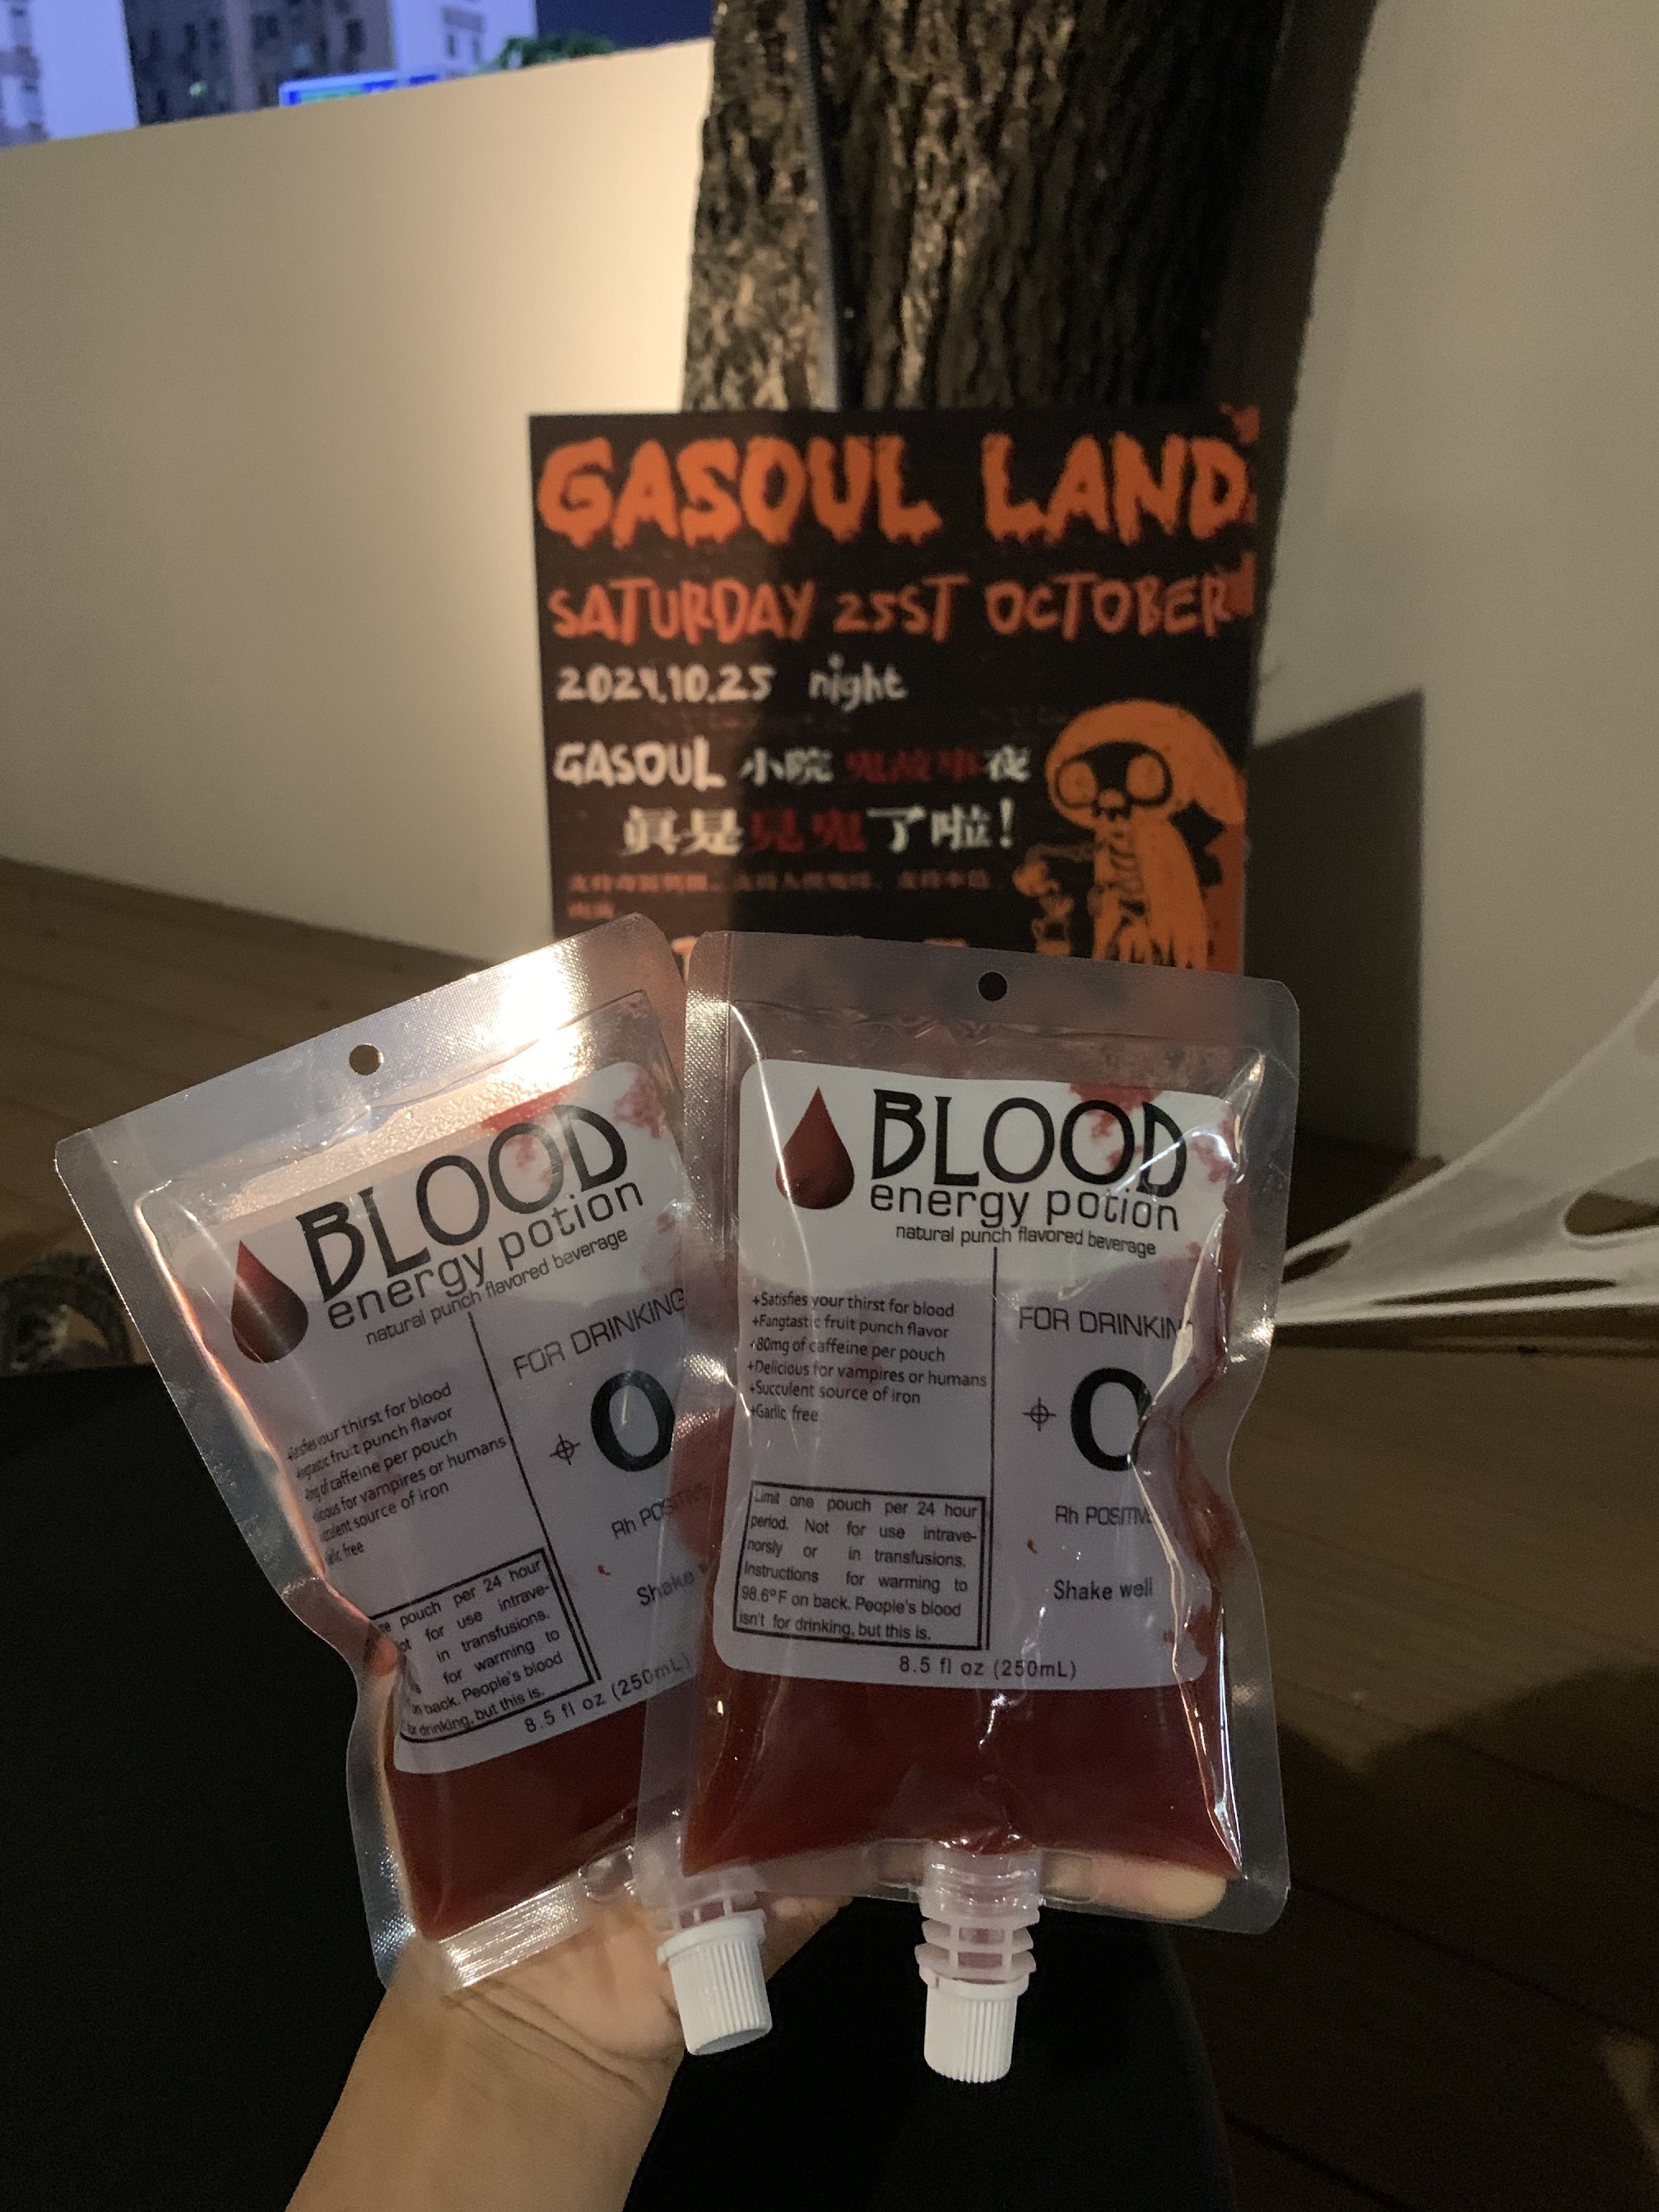 GASOUL LAND
SATURDAY 25ST OCTOBER
2024.10.25 night
GASOUL 小院 鬼故事夜
眞是見鬼了啦!
BLOOD
energy potion
natural punch flavored beverage
your thirst for blood
fruit punch flavor
of caffeine per pouch
for vampires or humans
source of iron
free
FOR DRINKING
O
Rh POSITIVE
Shake
pouch per 24 hour
for use intrave-
in transfusions.
for warming to
on back. People's blood
for drinking, but this is.
8.5 fl oz (250mL)
BLOOD
energy potion
natural punch flavored beverage
+Satisfies your thirst for blood
+Fangtastic fruit punch flavor
+80mg of caffeine per pouch
+Delicious for vampires or humans
+Succulent source of iron
+Garlic free
FOR DRINKIN
O
Rh POSITIV
Shake well
Limit one pouch per 24 hour
period. Not for use intrave-
norsly or in transfusions.
Instructions for warming to
98.6°F on back. People's blood
isn't for drinking, but this is.
8.5 fl oz (250mL)